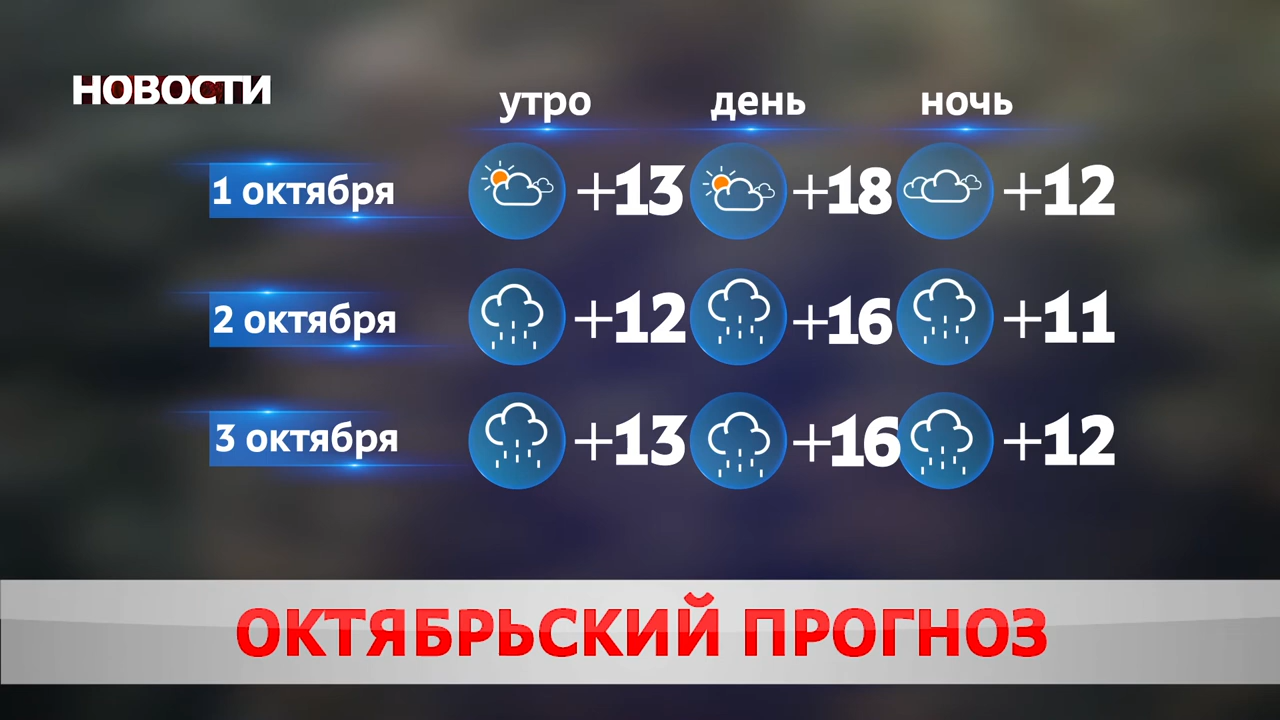 НОВОСТИ
утро день ночь
1 октября +13 +18 +12
2 октября +12 +16 +11
3 октября +13 +16 +12
ОКТЯБРЬСКИЙ ПРОГНОЗ